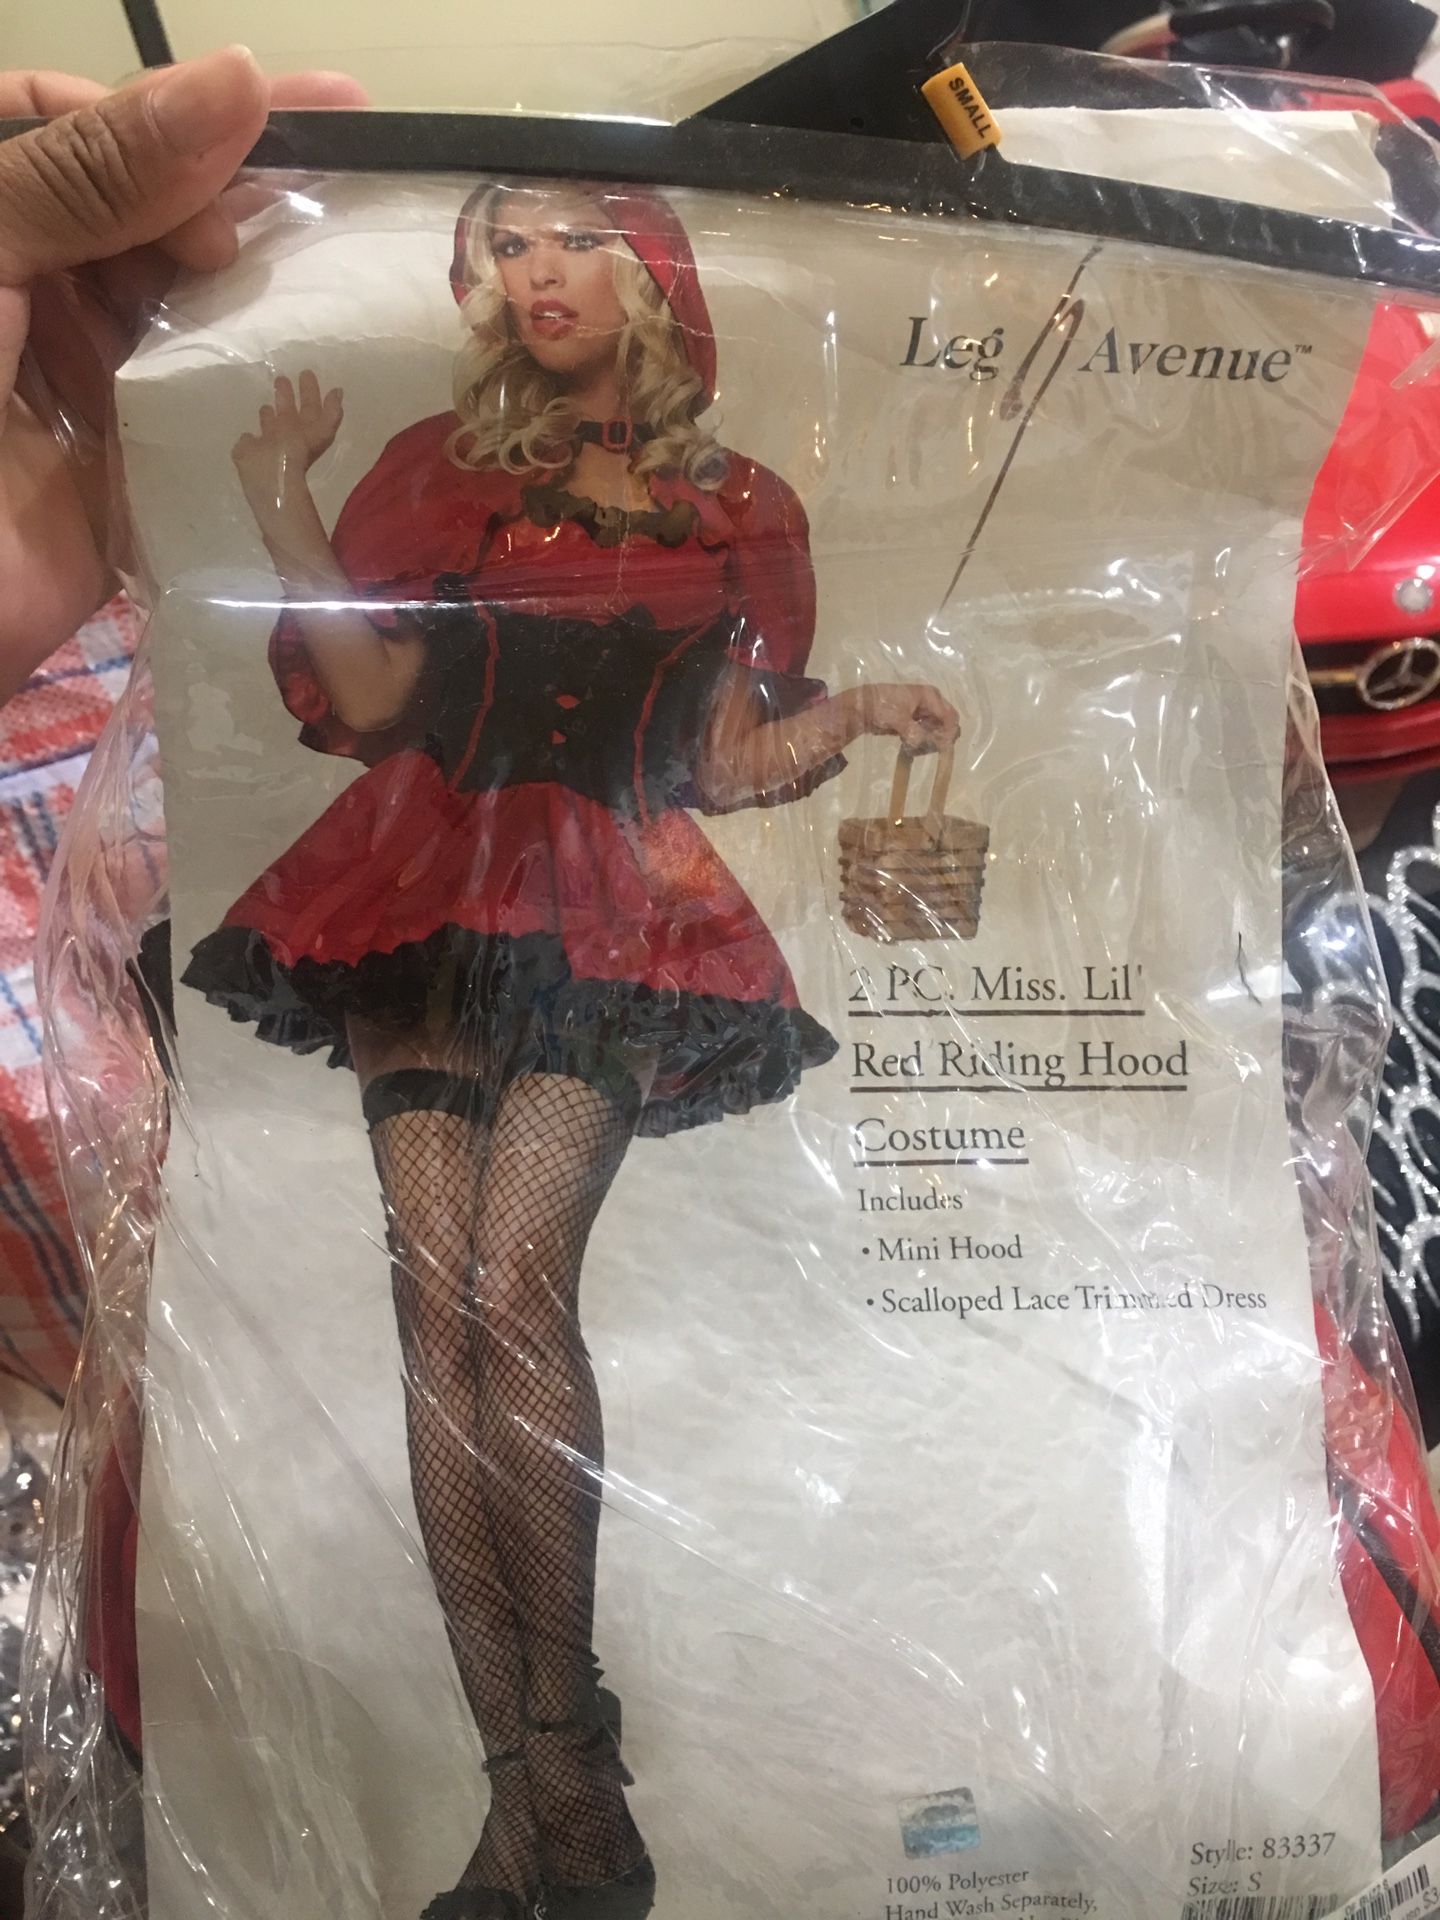 SMALL
Leg Avenue™
2 PC. Miss. Lil'
Red Riding Hood
Costume
Includes
• Mini Hood
• Scalloped Lace Trimmed Dress
Style: 83337
Size: S
100% Polyester
Hand Wash Separately,